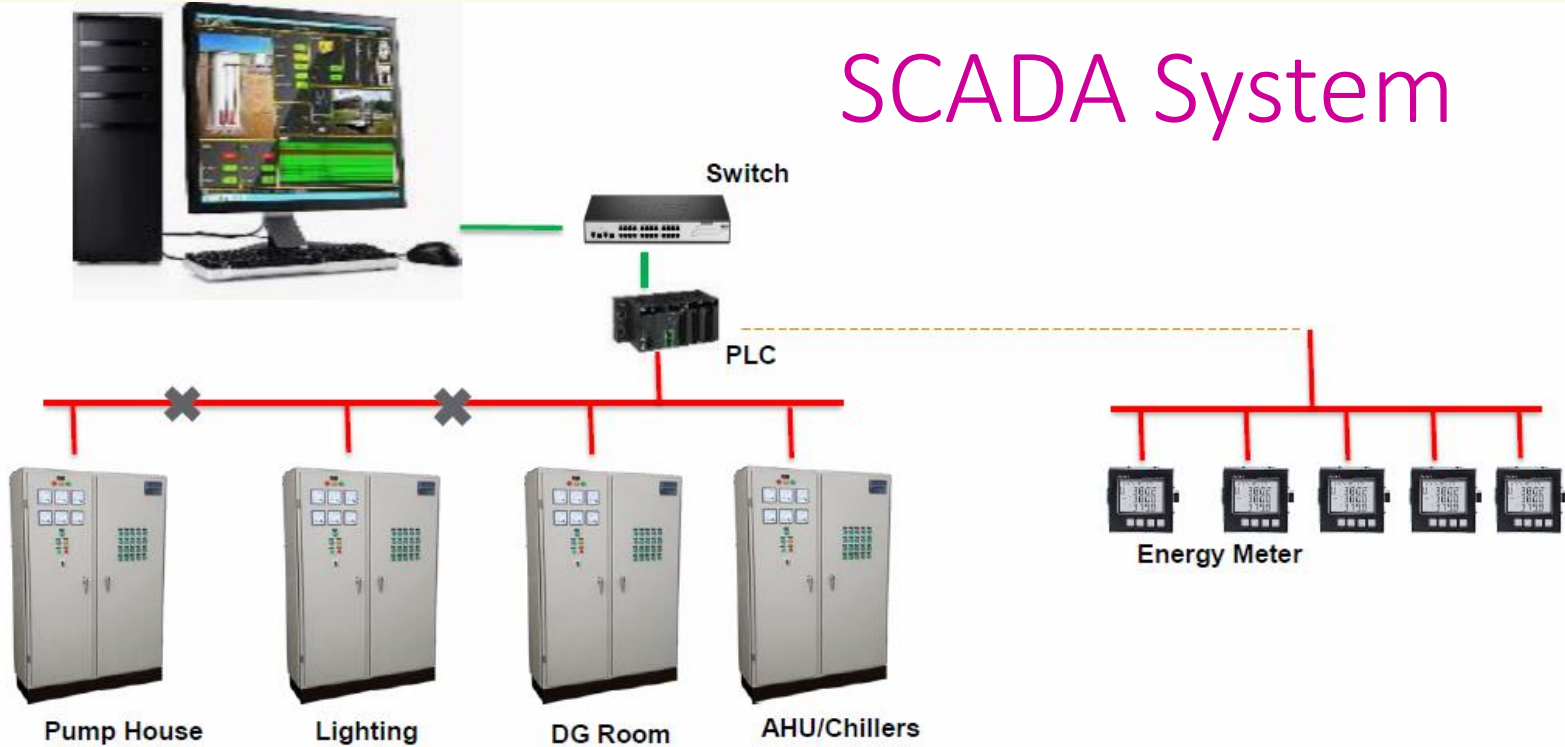 SCADA System
Switch
PLC
Energy Meter
Pump House
Lighting
DG Room
AHU/Chillers